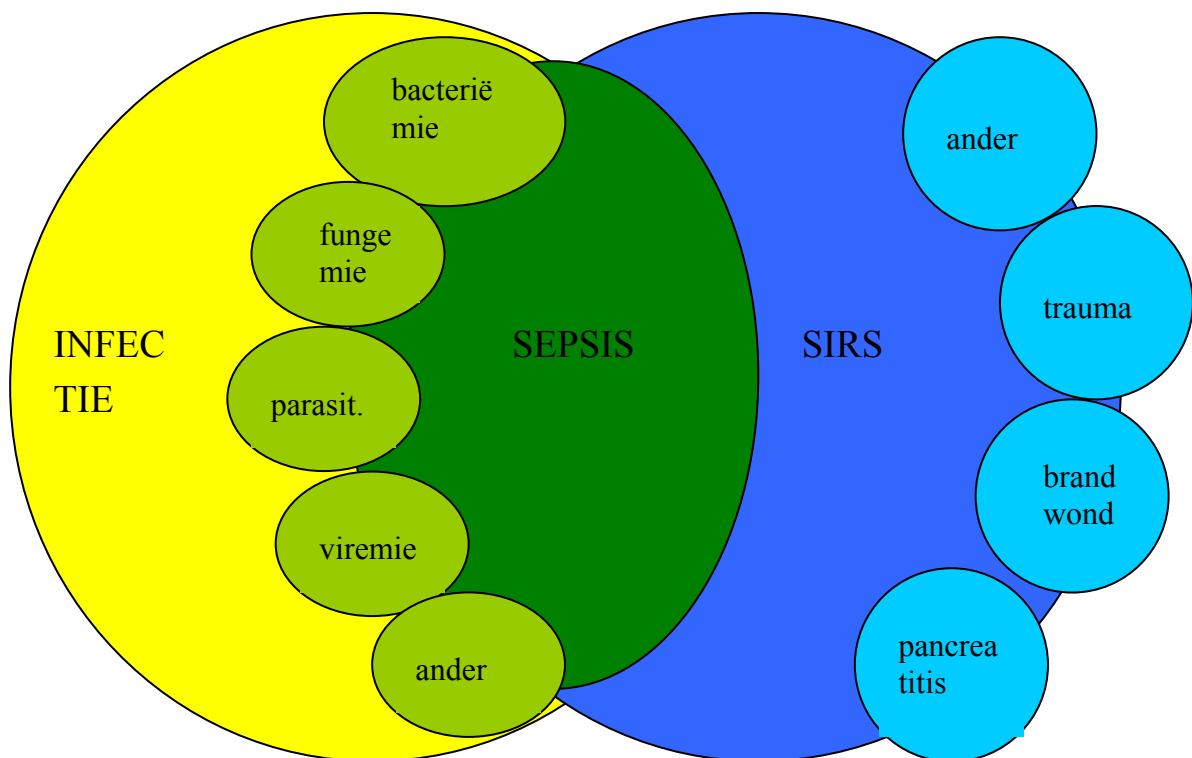 bacterië
mie
funge
mie
INFEC
TIE
parasit.
viremie
ander
SEPSIS
SIRS
ander
trauma
brand
wond
pancrea
titis